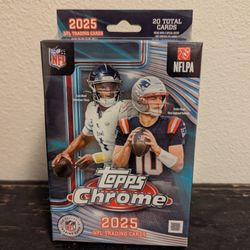 2025
NFL TRADING CARDS
20 TOTAL
CARDS
NFL
NFLPA
10
Topps
Chrome
2025
NFL TRADING CARDS